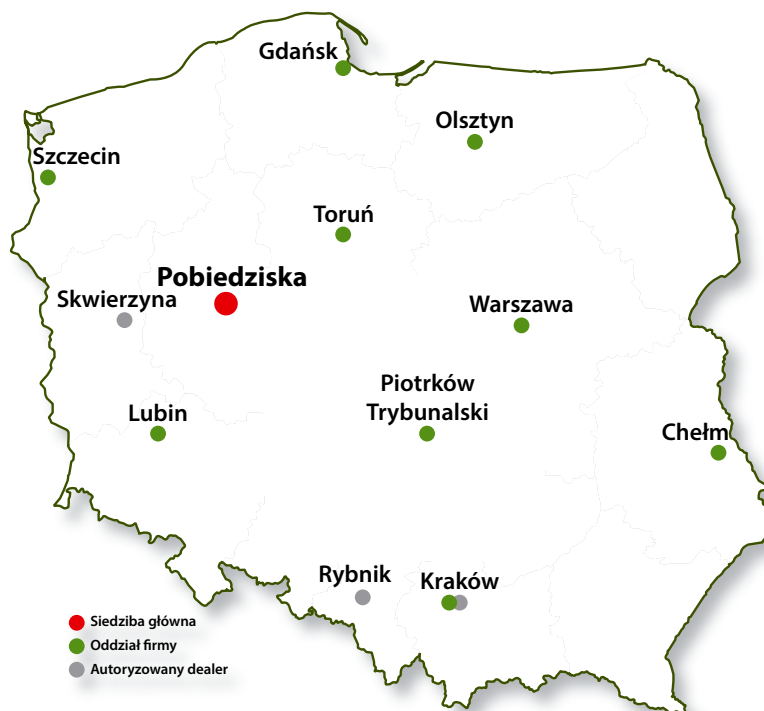 Gdańsk
Olsztyn
Szczecin
Toruń
Pobiedziska
Skwierzyna
Warszawa
Piotrków
Trybunalski
Lubin
Chełm
Rybnik
Kraków
Siedziba główna
Oddział firmy
Autoryzowany dealer